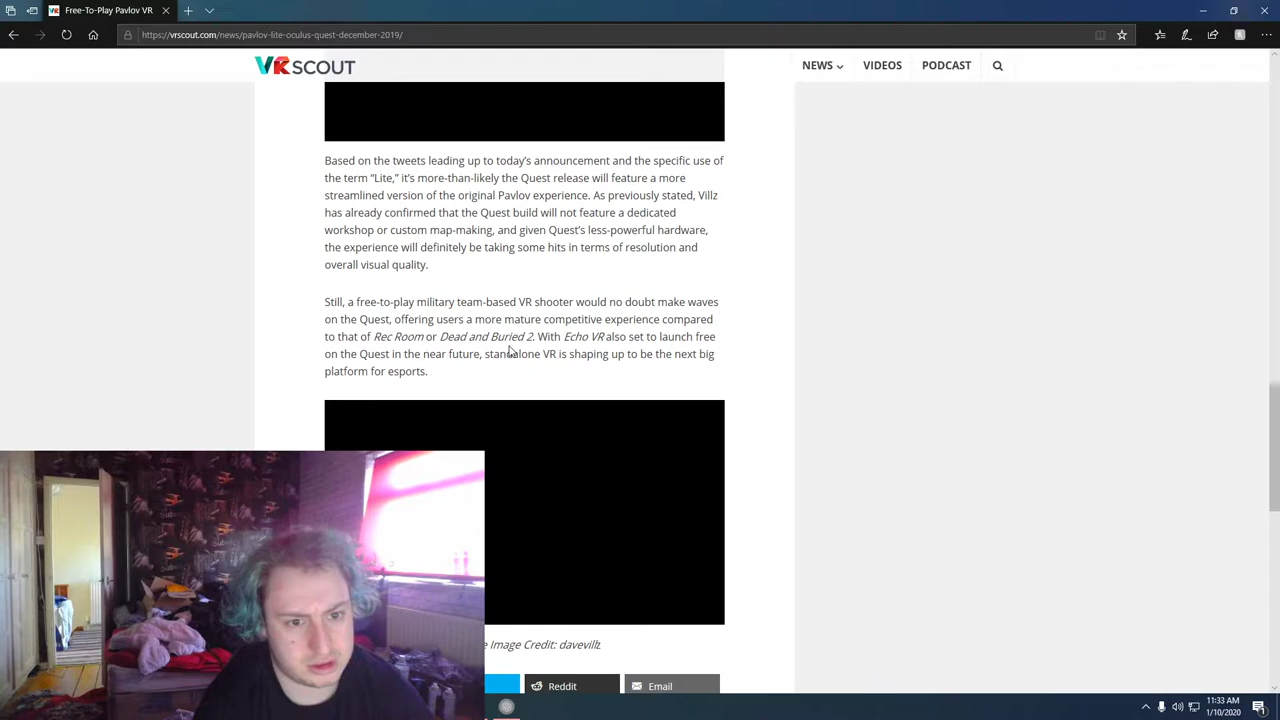 Free-To-Play Pavlov VR
https://vrscout.com/news/pavlov-lite-oculus-quest-december-2019/
VRSCOUT
NEWS
VIDEOS
PODCAST
Based on the tweets leading up to today's announcement and the specific use of
the term “Lite,” it's more-than-likely the Quest release will feature a more
streamlined version of the original Pavlov experience. As previously stated, Villz
has already confirmed that the Quest build will not feature a dedicated
workshop or custom map-making, and given Quest's less-powerful hardware,
the experience will definitely be taking some hits in terms of resolution and
overall visual quality.
Still, a free-to-play military team-based VR shooter would no doubt make waves
on the Quest, offering users a more mature competitive experience compared
to that of Rec Room or Dead and Buried 2. With Echo VR also set to launch free
on the Quest in the near future, standalone VR is shaping up to be the next big
platform for esports.
e Image Credit: davevillz
Reddit
Email
11:33 AM
1/10/2020